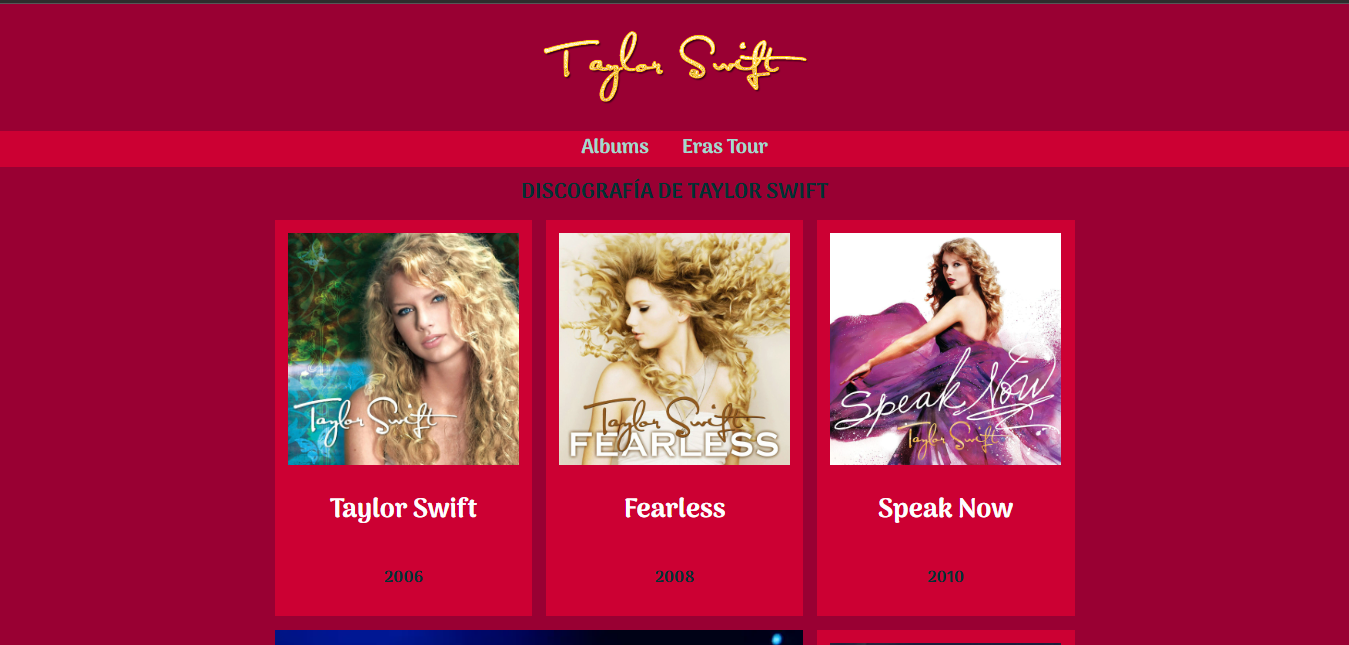 Taylor Swift
Albums Eras Tour
DISCOGRAFÍA DE TAYLOR SWIFT
Taylor Swift
Taylor Swift
FEARLESS
Speak Now
Taylor Swift
Taylor Swift Fearless Speak Now
2006 2008 2010